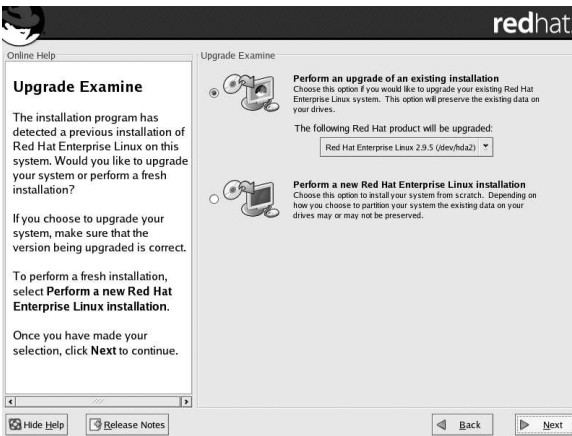 redhat
Online Help
Upgrade Examine
The installation program has
detected a previous installation of
Red Hat Enterprise Linux on this
system. Would you like to upgrade
your system or perform a fresh
installation?
If you choose to upgrade your
system, make sure that the
version being upgraded is correct.
To perform a fresh installation,
select Perform a new Red Hat
Enterprise Linux installation.
Once you have made your
selection, click Next to continue.
Upgrade Examine
Perform an upgrade of an existing installation
Choose this option if you would like to upgrade your existing Red Hat
Enterprise Linux system. This option will preserve the existing data on
your drives.
The following Red Hat product will be upgraded:
Red Hat Enterprise Linux 2.9.5 (/dev/hda2)
Perform a new Red Hat Enterprise Linux installation
Choose this option to install your system from scratch. Depending on
how you choose to partition your system the existing data on your
drives may or may not be preserved.
Hide Help
Release Notes
Back
Next